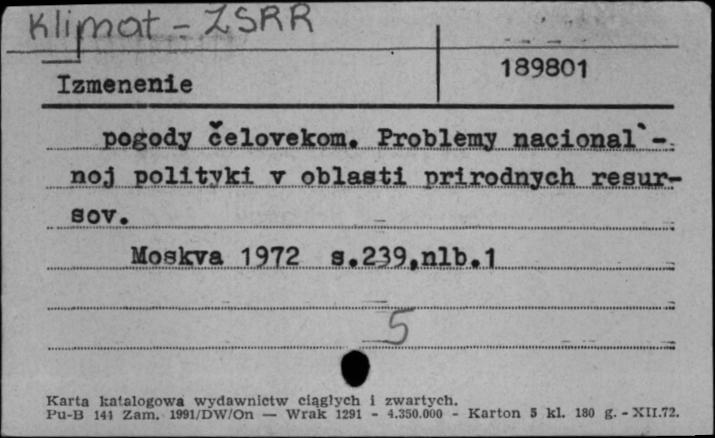 Klimat - ZSRR
189801
Izmenenie
pogody čelovekom. Problemy nacional`-
noj polityki v oblasti prirodnych resur-
sov.
Moskva 1972 s.239,nlb.1
5
Karta katalogowa wydawnictw ciągłych i zwartych.
Pu-B 141 Zam. 1991/DW/On — Wrak 1291 - 4.350.000 - Karton 5 kl. 180 g. - XII.72.